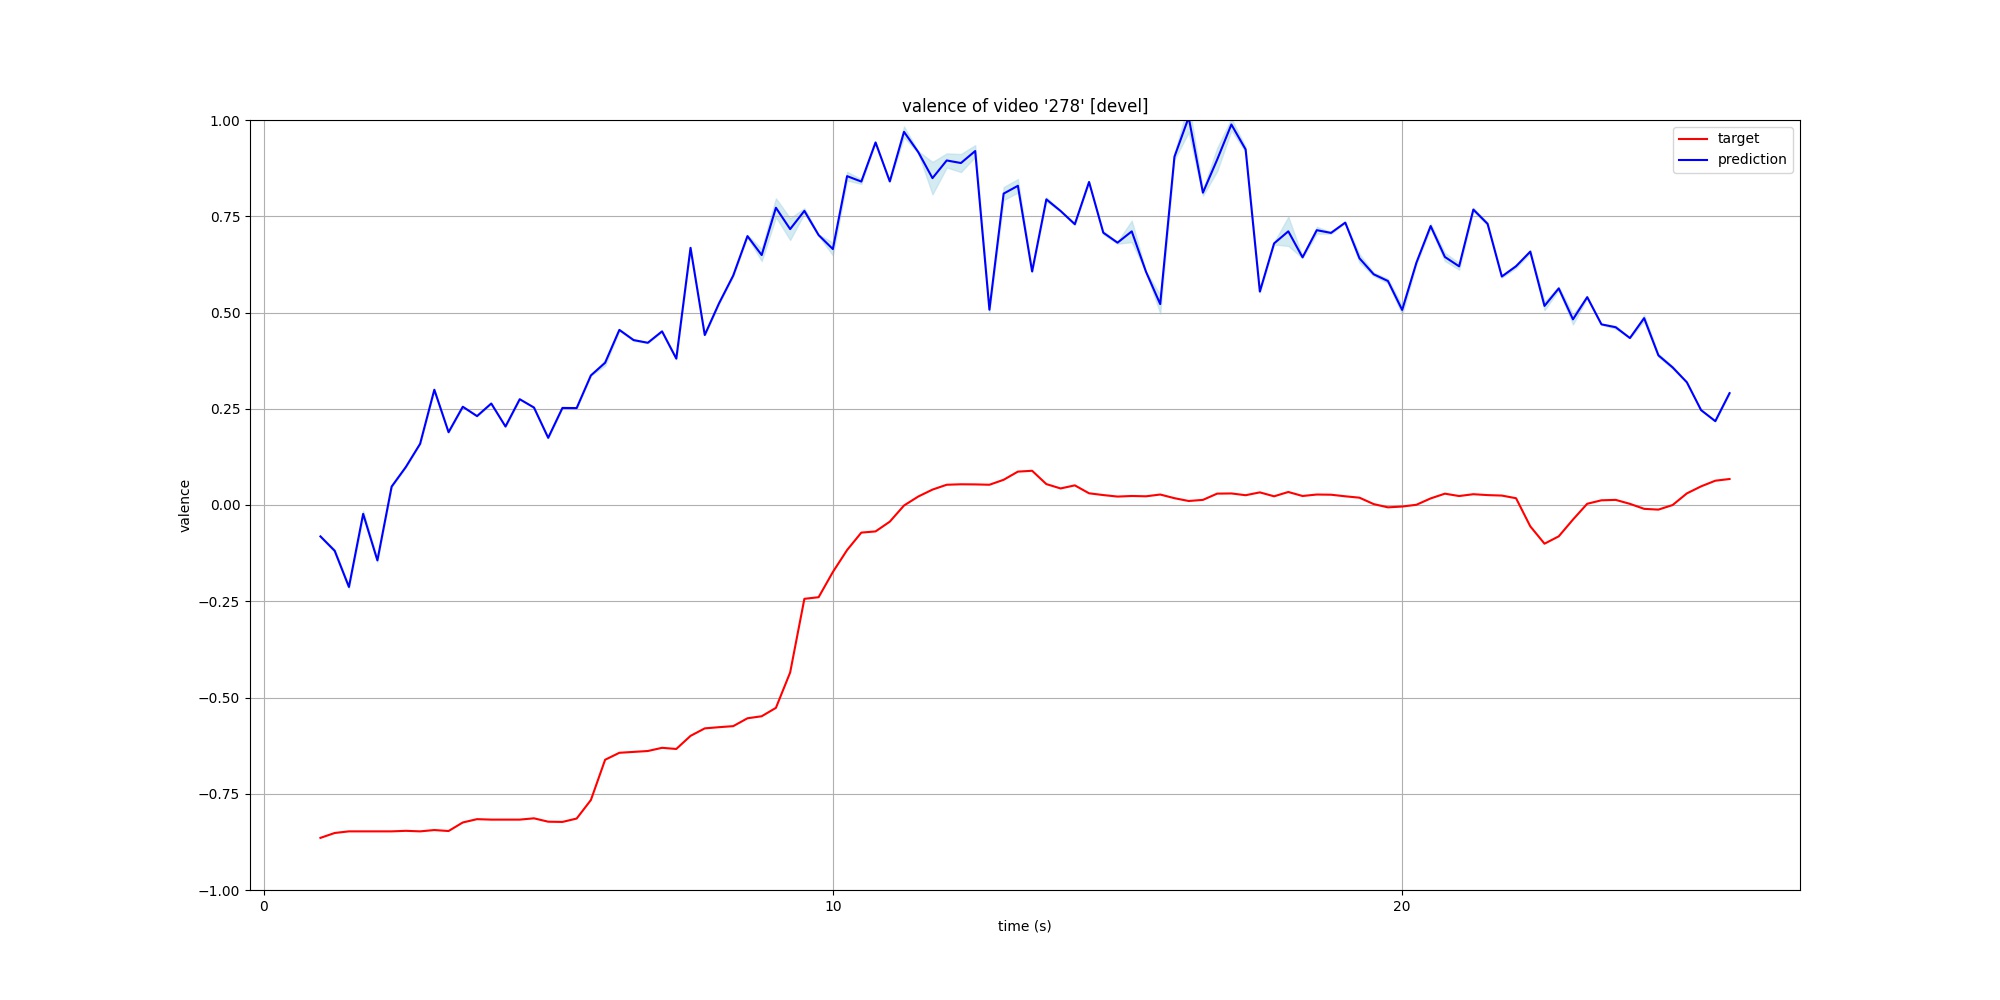 valence of video '278' [devel]
target
prediction
1.00
0.75
0.50
0.25
0.00
−0.25
−0.50
−0.75
−1.00
valence
0 10 20
time (s)